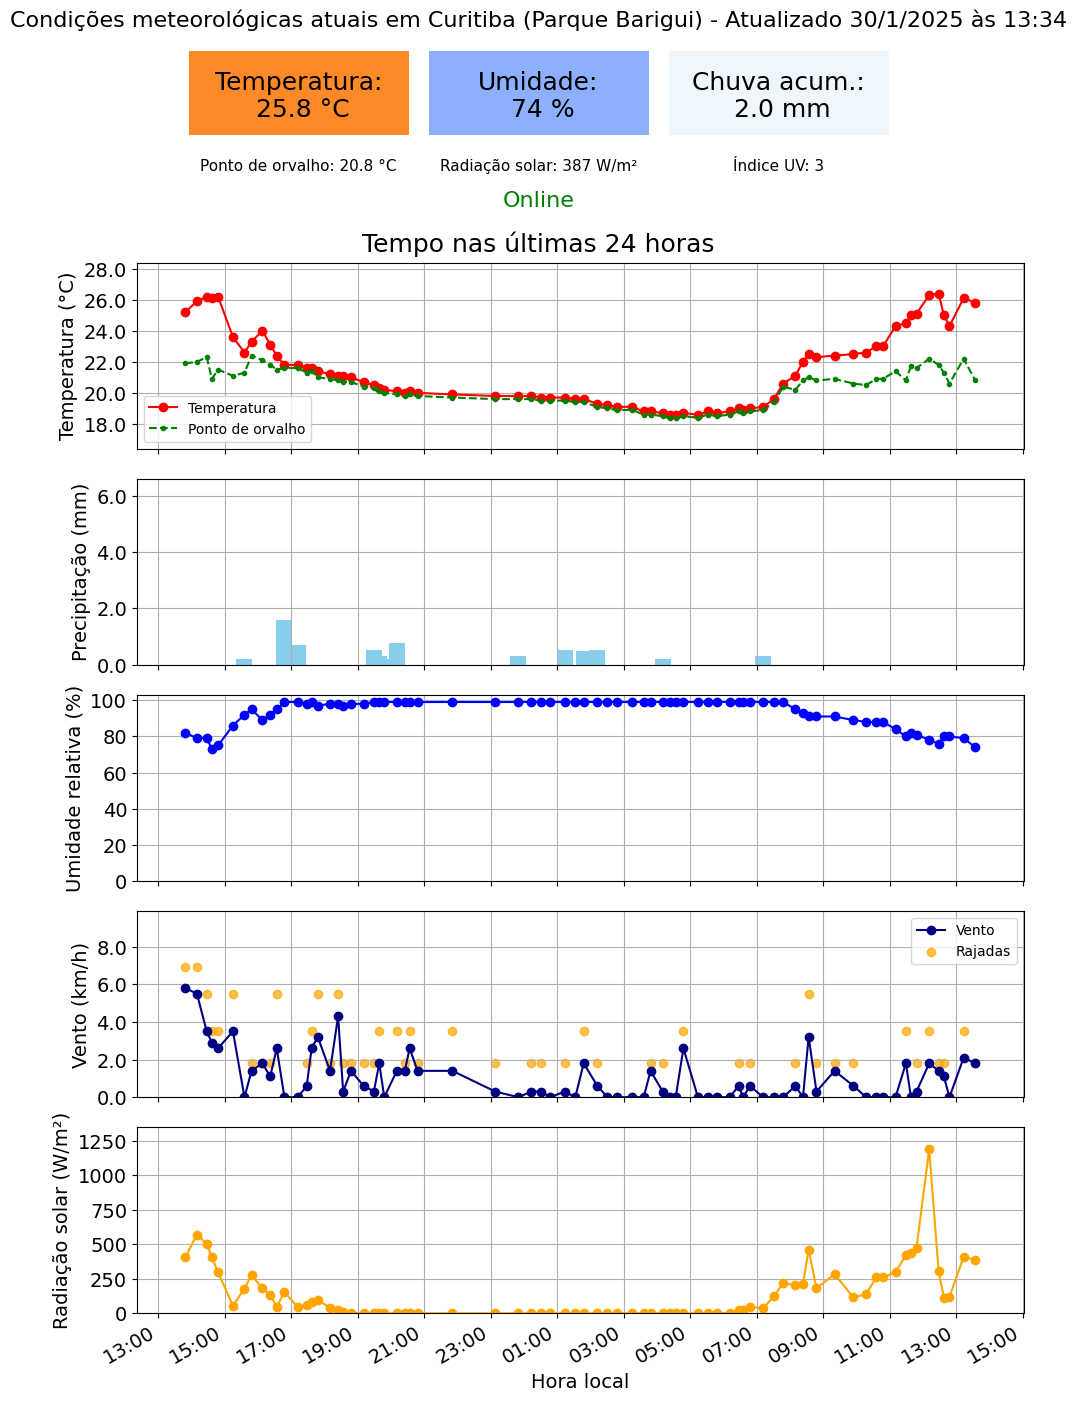 Condições meteorológicas atuais em Curitiba (Parque Barigui) - Atualizado 30/1/2025 às 13:34
Temperatura:
25.8 °C
Umidade:
74 %
Chuva acum.:
2.0 mm
Ponto de orvalho: 20.8 °C
Radiação solar: 387 W/m²
Índice UV: 3
Online
Tempo nas últimas 24 horas
Temperatura (°C)
28.0
26.0
24.0
22.0
20.0
18.0
Temperatura
Ponto de orvalho
Precipitação (mm)
6.0
4.0
2.0
0.0
Umidade relativa (%)
100
80
60
40
20
0
Vento (km/h)
8.0
6.0
4.0
2.0
0.0
Vento
Rajadas
Radiação solar (W/m²)
1250
1000
750
500
250
0
13:00
15:00
17:00
19:00
21:00
23:00
01:00
03:00
05:00
07:00
09:00
11:00
13:00
15:00
Hora local